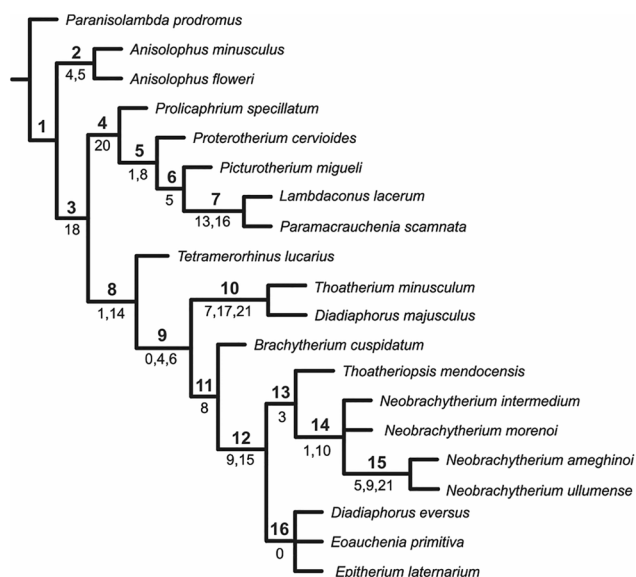 Paranisolambda prodromus
2
Anisolophus minusculus
4,5
Anisolophus floweri
1
4
Prolicaphrium specillatum
20
5
Proterotherium cervioides
1,8
6
Picturotherium migueli
5
7
Lambdaconus lacerum
13,16
Paramacrauchenia scamnata
3
18
Tetramerorhinus lucarius
8
1,14
10
Thoatherium minusculum
7,17,21
Diadiaphorus majusculus
9
0,4,6
Brachytherium cuspidatum
11
8
13
Thoatheriopsis mendocensis
3
Neobrachytherium intermedium
14
Neobrachytherium morenoi
1,10
12
9,15
15
Neobrachytherium ameghinoi
5,9,21
Neobrachytherium ullumense
Diadiaphorus eversus
16
Eoauchenia primitiva
0
Epitherium laternarium